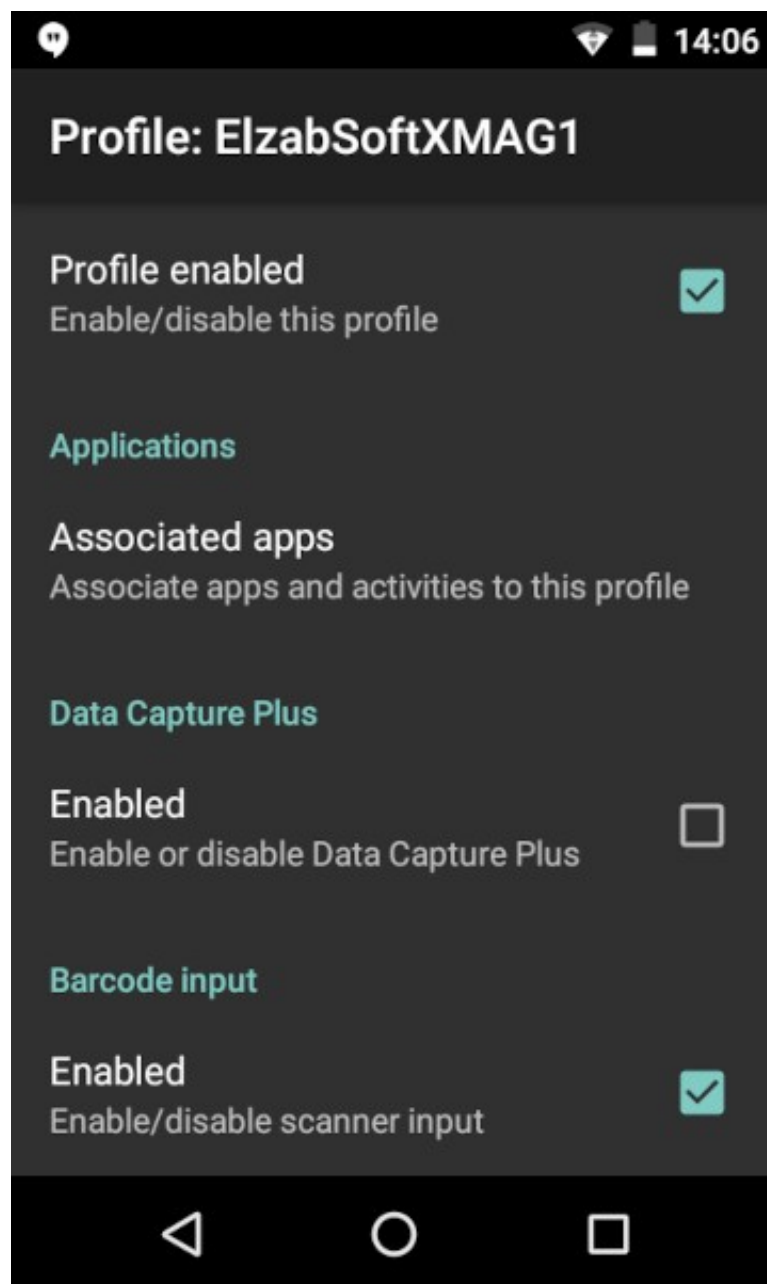 14:06
Profile: ElzabSoftXMAG1
Profile enabled
Enable/disable this profile
Applications
Associated apps
Associate apps and activities to this profile
Data Capture Plus
Enabled
Enable or disable Data Capture Plus
Barcode input
Enabled
Enable/disable scanner input